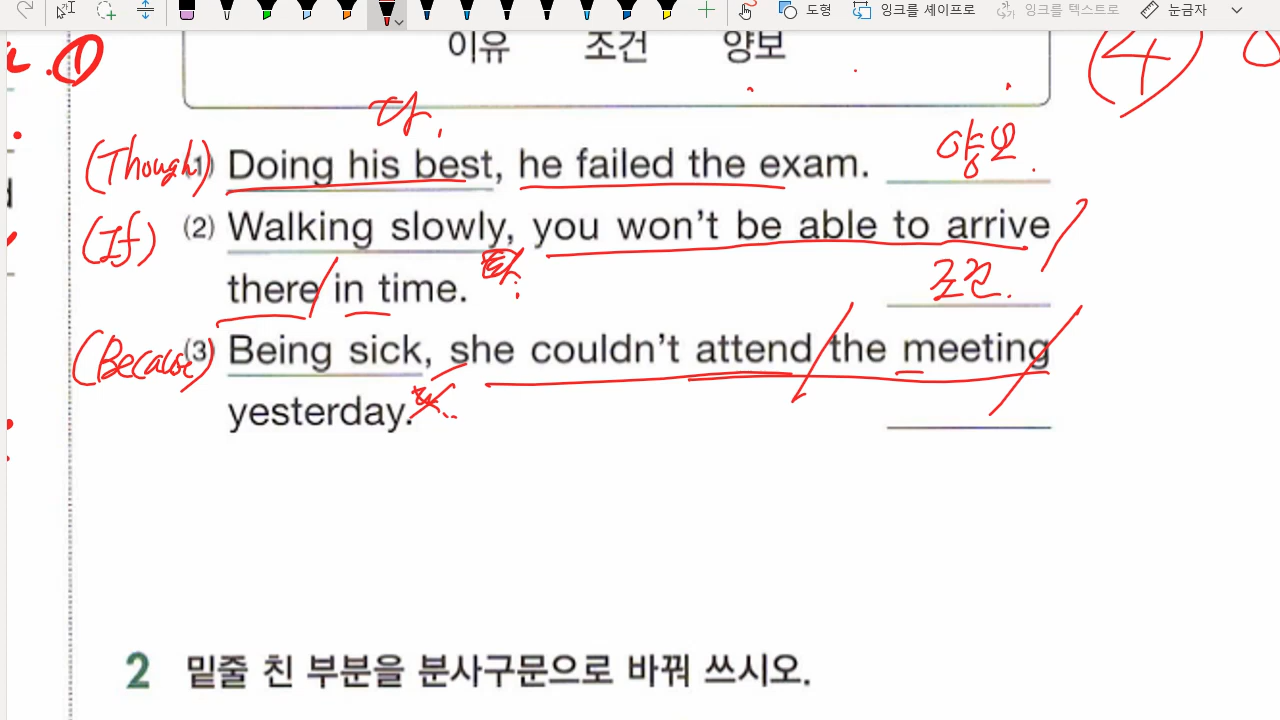 도형 잉크를 셰이프로 잉크를 텍스트로 눈금자
①
④
이유 조건 양보
(Though) (1) Doing his best, he failed the exam. 양보.
(If) (2) Walking slowly, you won't be able to arrive
there in time. 조건.
(Because) (3) Being sick, she couldn't attend the meeting
yesterday.
2 밑줄 친 부분을 분사구문으로 바꿔 쓰시오.